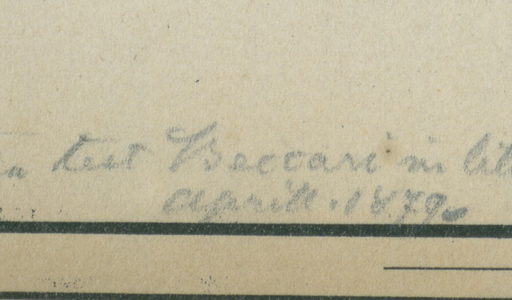 test Beccari in lit
April. 1879